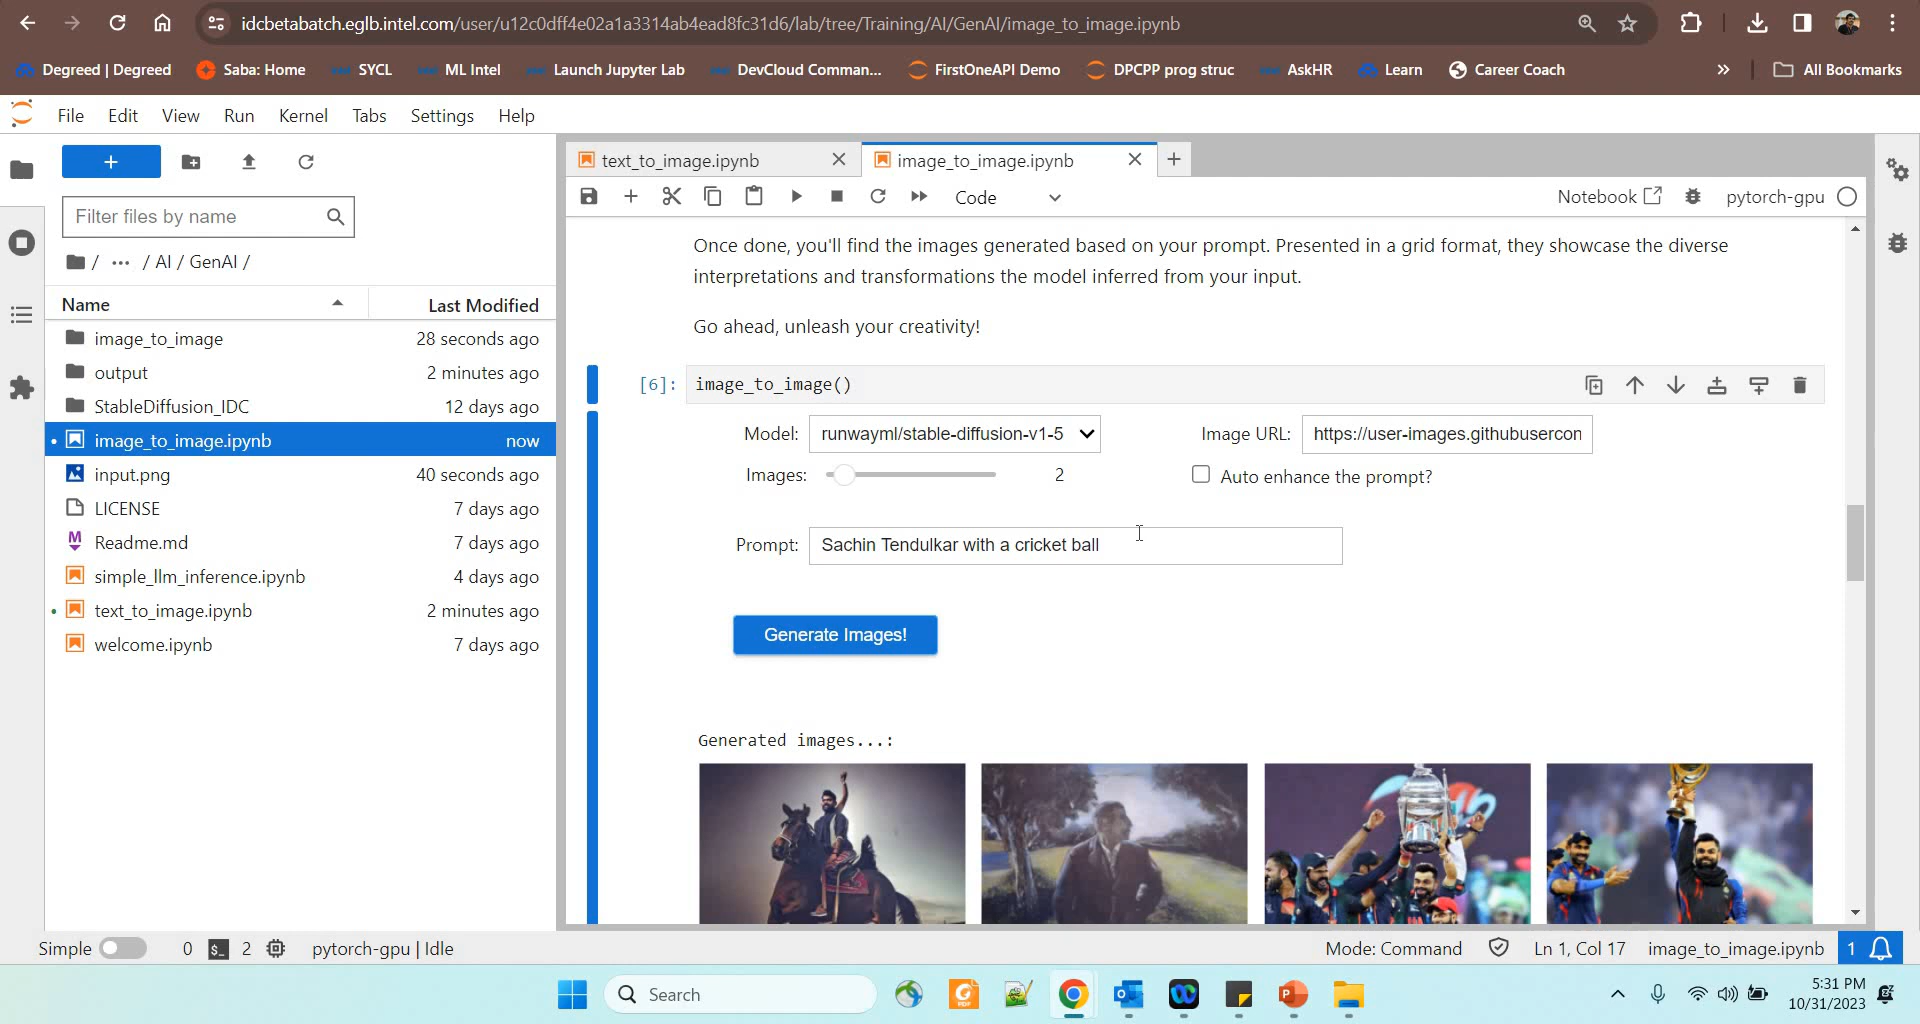 idcbetabatch.eglb.intel.com/user/u12c0dff4e02a1a3314ab4ead8fc31d6/lab/tree/Training/AI/GenAI/image_to_image.ipynb
Degreed | Degreed
Saba: Home
SYCL
ML Intel
Launch Jupyter Lab
DevCloud Comman...
FirstOneAPI Demo
DPCPP prog struc
AskHR
Learn
Career Coach
All Bookmarks
File Edit View Run Kernel Tabs Settings Help
text_to_image.ipynb
image_to_image.ipynb
Code
Notebook
pytorch-gpu
Filter files by name
/ ··· / AI / GenAI /
Name Last Modified
image_to_image 28 seconds ago
output 2 minutes ago
StableDiffusion_IDC 12 days ago
image_to_image.ipynb now
input.png 40 seconds ago
LICENSE 7 days ago
Readme.md 7 days ago
simple_llm_inference.ipynb 4 days ago
text_to_image.ipynb 2 minutes ago
welcome.ipynb 7 days ago
Once done, you'll find the images generated based on your prompt. Presented in a grid format, they showcase the diverse
interpretations and transformations the model inferred from your input.
Go ahead, unleash your creativity!
[6]: image_to_image()
Model: runwayml/stable-diffusion-v1-5
Image URL: https://user-images.githubusercon
Images: 2
Auto enhance the prompt?
Prompt: Sachin Tendulkar with a cricket ball
Generate Images!
Generated images...:
Simple 0 2 pytorch-gpu | Idle
Mode: Command Ln 1, Col 17 image_to_image.ipynb 1
Search
5:31 PM
10/31/2023